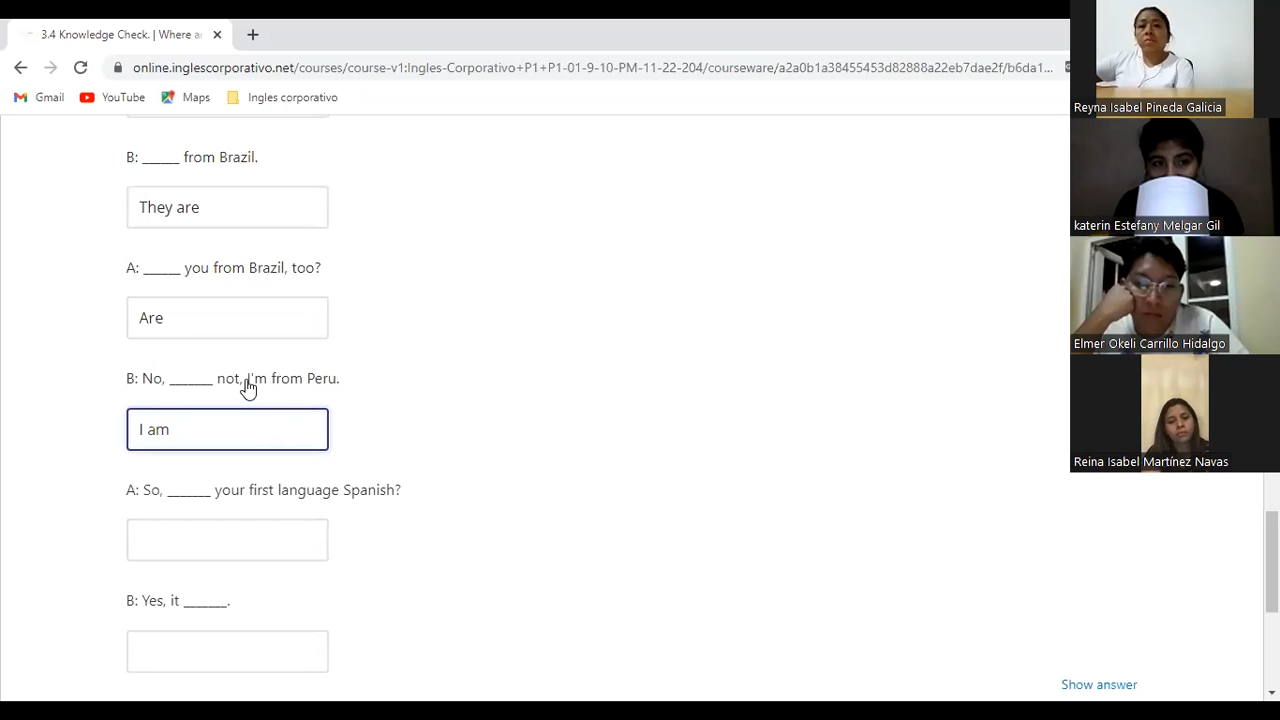 3.4 Knowledge Check. | Where a
online.inglescorporativo.net/courses/course-v1:Ingles-Corporativo+P1+P1-01-9-10-PM-11-22-204/courseware/a2a0b1a38455453d82888a22eb7dae2f/b6da1...
Gmail YouTube Maps Ingles corporativo
B: ______ from Brazil.
They are
A: ______ you from Brazil, too?
Are
B: No, _______ not, I'm from Peru.
I am
A: So, _______ your first language Spanish?
B: Yes, it _______.
Show answer
Reyna Isabel Pineda Galicia
katerin Estefany Melgar Gil
Elmer Okeli Carrillo Hidalgo
Reina Isabel Martínez Navas